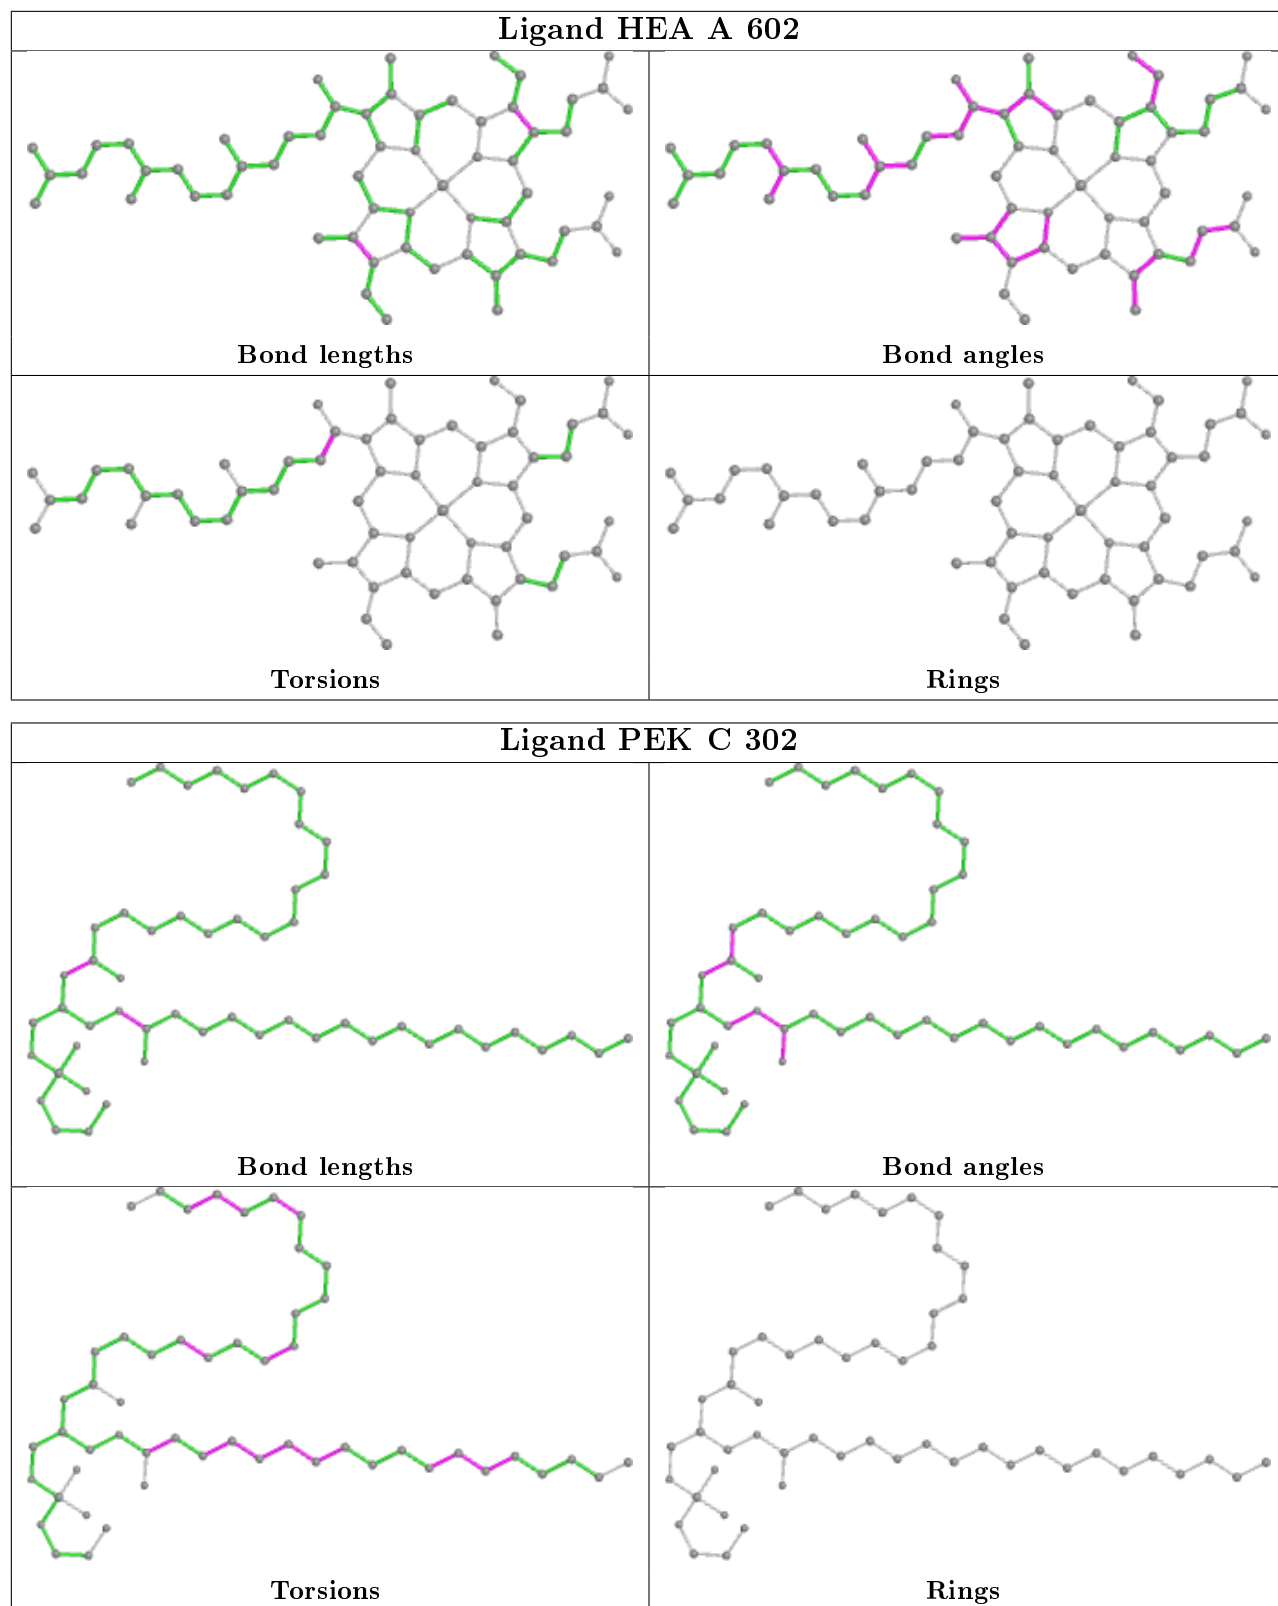 Ligand HEA A 602
Bond lengths
Bond angles
Torsions
Rings
Ligand PEK C 302
Bond lengths
Bond angles
Torsions
Rings